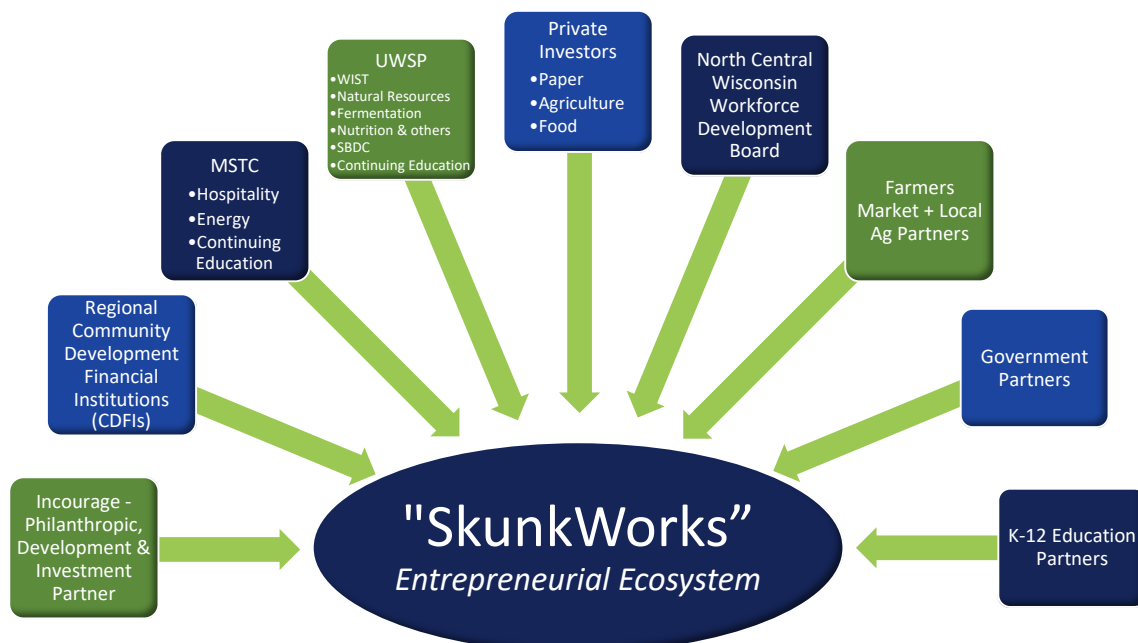 UWSP
•WIST
•Natural Resources
•Fermentation
•Nutrition & others
•SBDC
•Continuing Education
Private
Investors
•Paper
•Agriculture
•Food
North Central
Wisconsin
Workforce
Development
Board
MSTC
•Hospitality
•Energy
•Continuing
Education
Farmers
Market + Local
Ag Partners
Regional
Community
Development
Financial
Institutions
(CDFIs)
Government
Partners
Incourage -
Philanthropic,
Development &
Investment
Partner
"SkunkWorks”
Entrepreneurial Ecosystem
K-12 Education
Partners